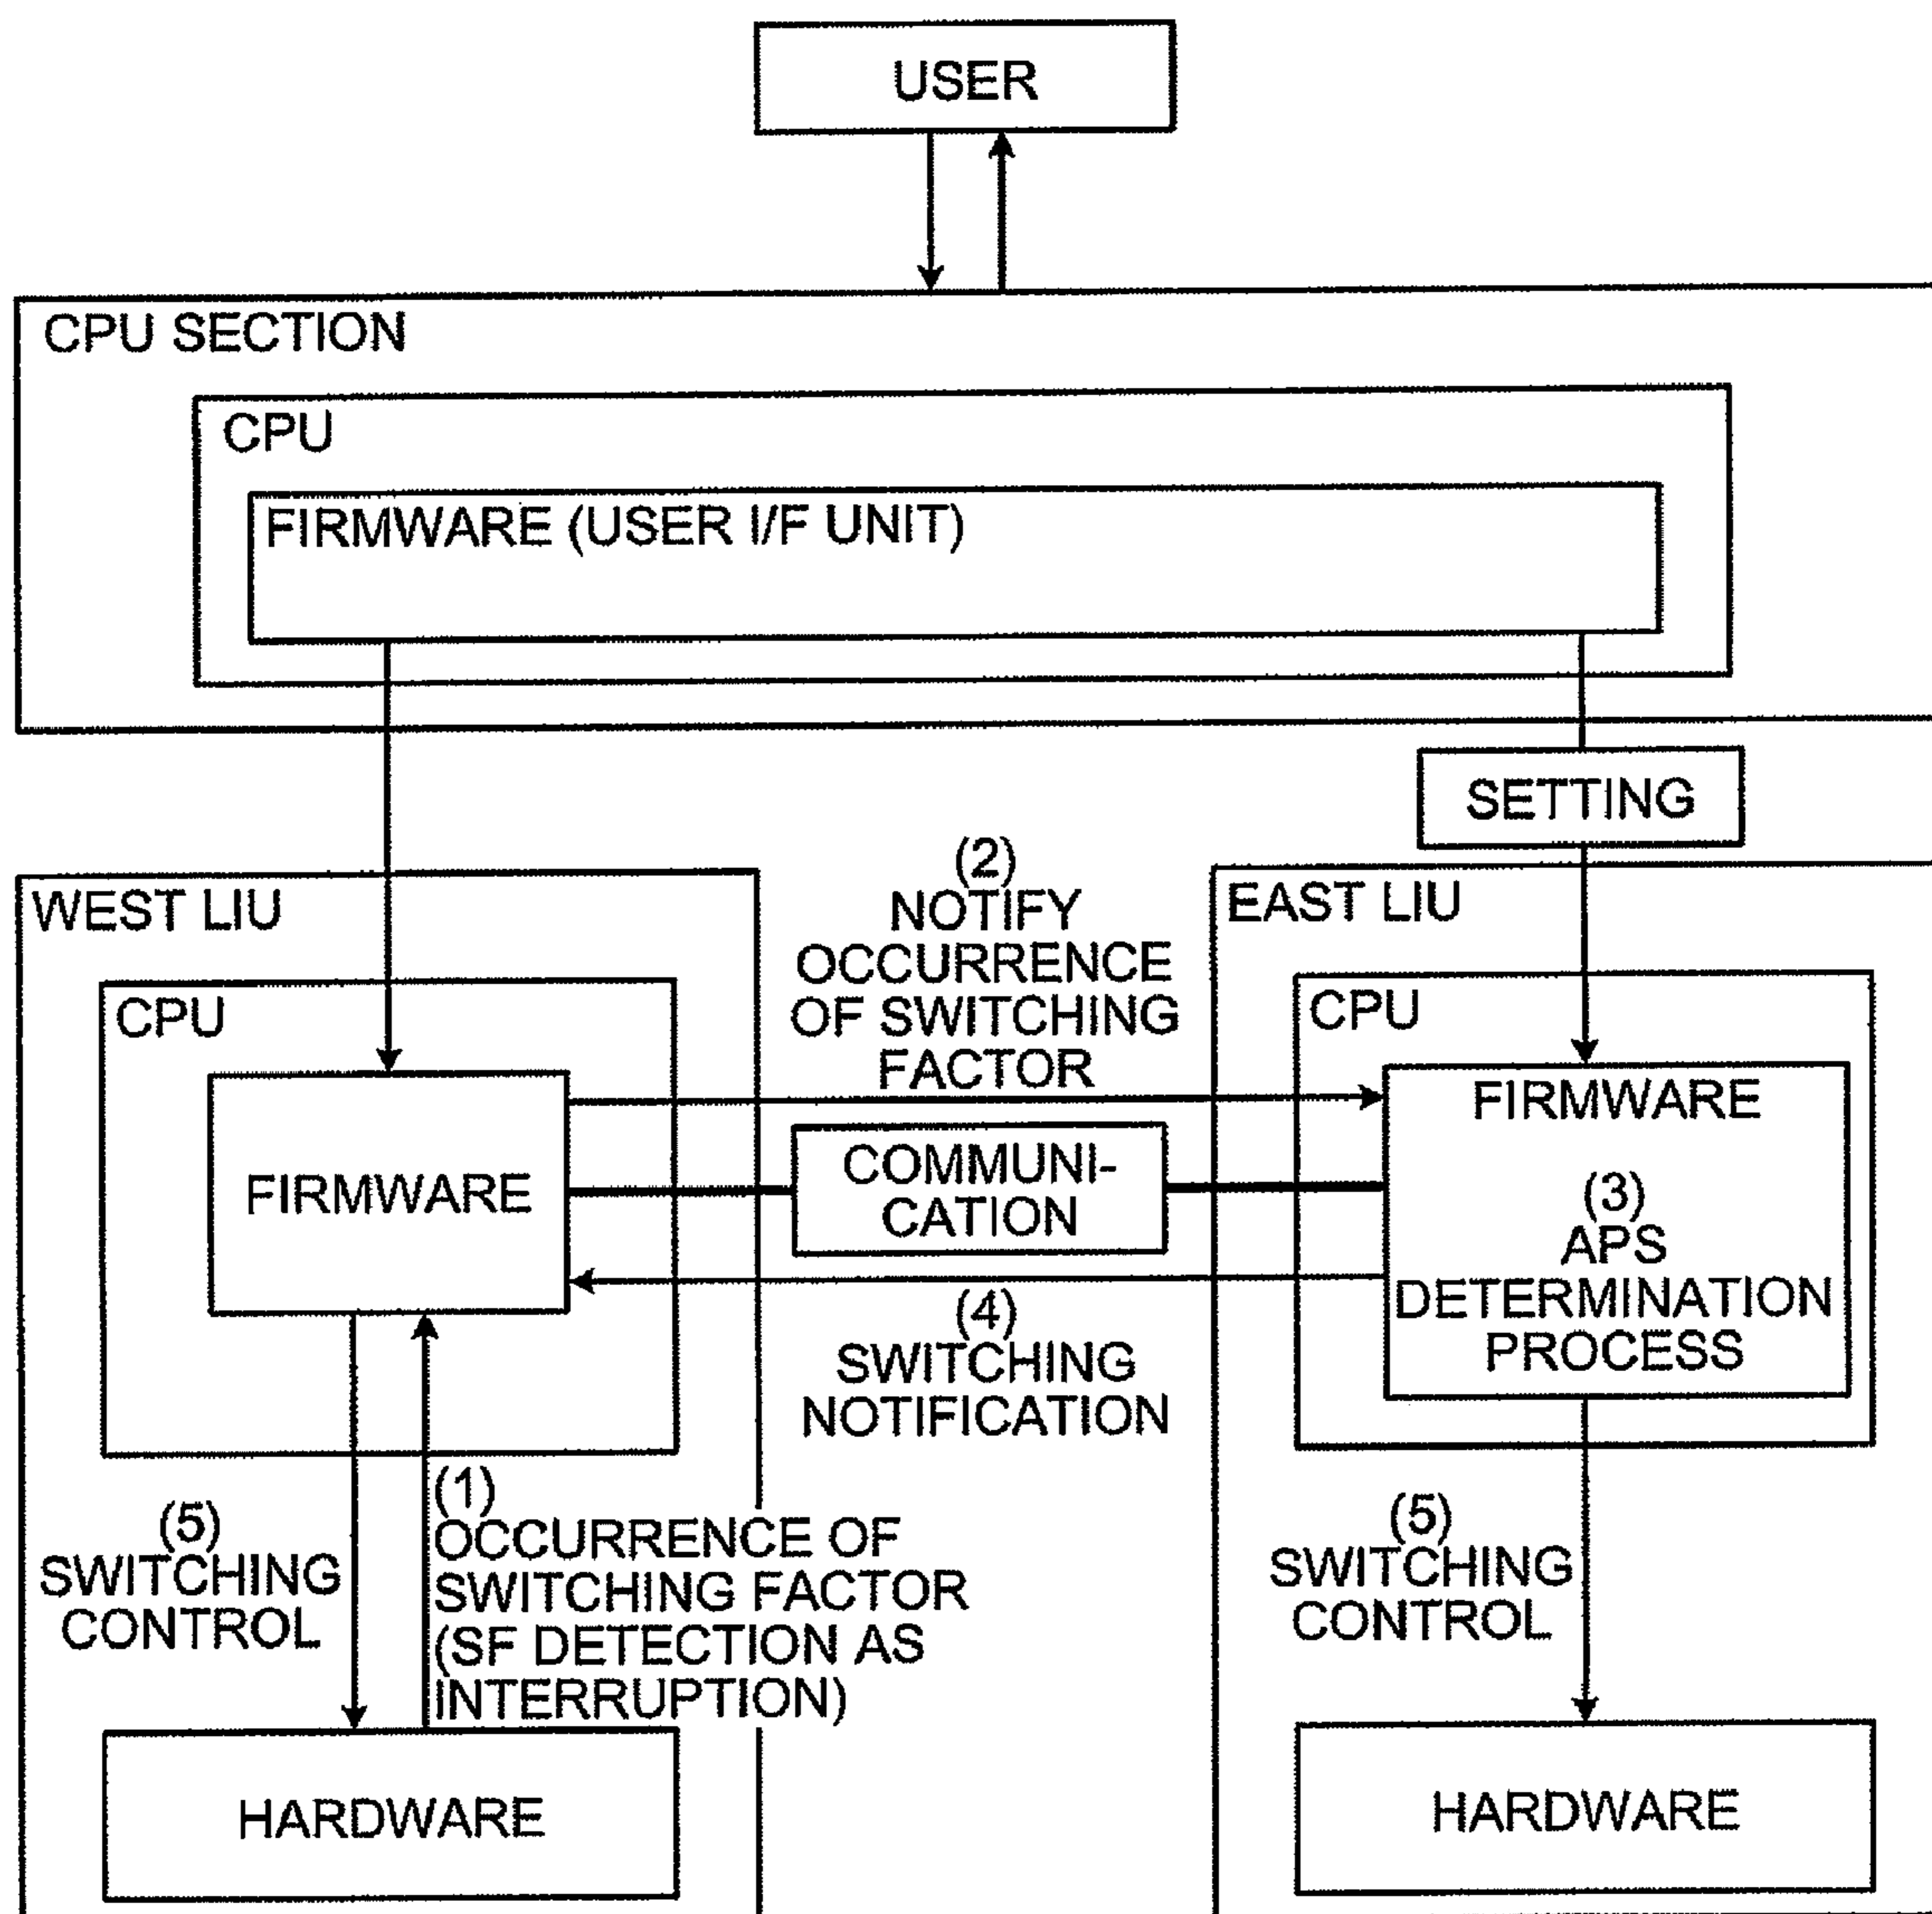 USER
CPU SECTION
CPU
FIRMWARE (USER I/F UNIT)
SETTING
WEST LIU
CPU
FIRMWARE
(2)
NOTIFY
OCCURRENCE
OF SWITCHING
FACTOR
COMMUNI-
CATION
(4)
SWITCHING
NOTIFICATION
EAST LIU
CPU
FIRMWARE
(3)
APS
DETERMINATION
PROCESS
(5)
SWITCHING
CONTROL
(1)
OCCURRENCE OF
SWITCHING FACTOR
(SF DETECTION AS
INTERRUPTION)
(5)
SWITCHING
CONTROL
HARDWARE
HARDWARE